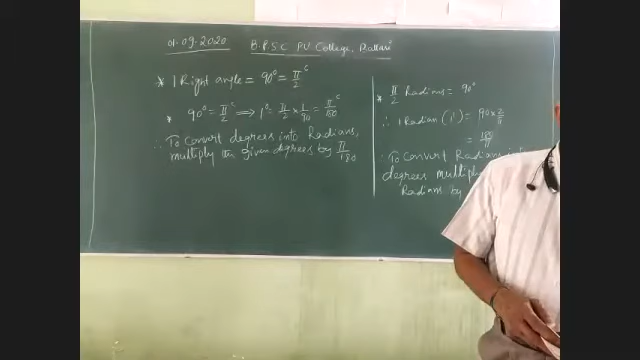 01.09.2020 B.P.S.C PU College, Ballari
* 1 Right angle = 90° = π/2 ᶜ
* 90° = π/2 ᶜ ⟹ 1° = π/2 × 1/90 = π/180 ᶜ
∴ To Convert degrees into Radians,
multiply the given degrees by π/180
* π/2 Radians = 90°
∴ 1 Radian (1ᶜ) = 90 × 2/π
= 180/π
∴ To Convert Radians
degrees multiply
Radians by